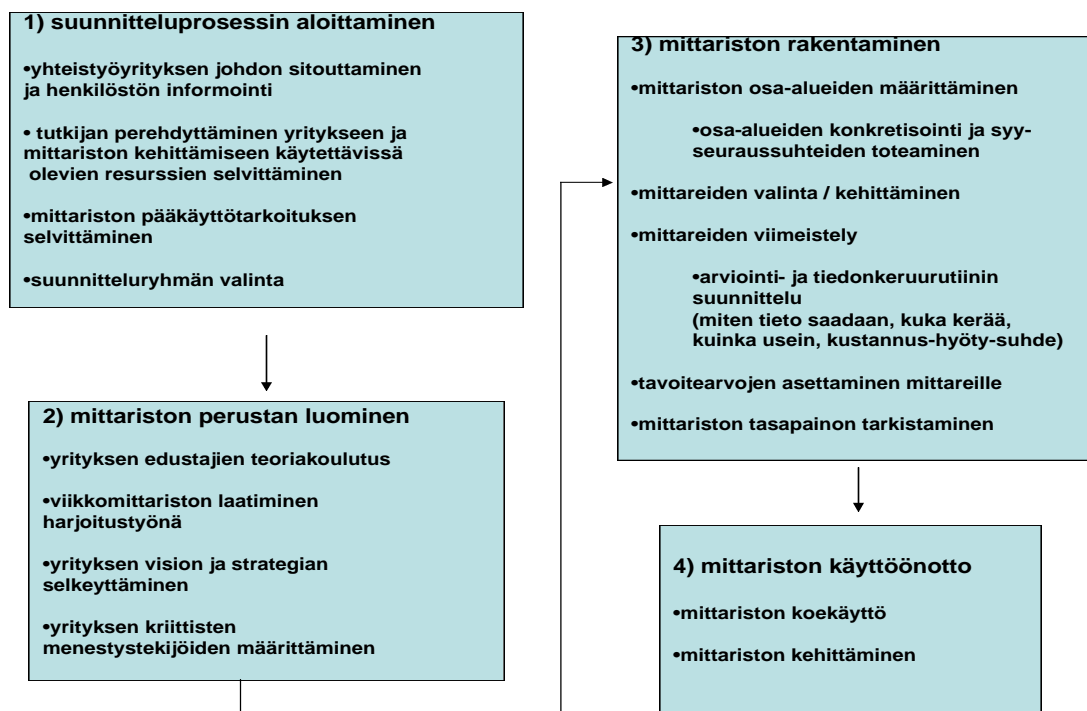 1) suunnitteluprosessin aloittaminen
•yhteistyöyrityksen johdon sitouttaminen
ja henkilöstön informointi
• tutkijan perehdyttäminen yritykseen ja
mittariston kehittämiseen käytettävissä
olevien resurssien selvittäminen
•mittariston pääkäyttötarkoituksen
selvittäminen
•suunnitteluryhmän valinta
2) mittariston perustan luominen
•yrityksen edustajien teoriakoulutus
•viikkomittariston laatiminen
harjoitustyönä
•yrityksen vision ja strategian
selkeyttäminen
•yrityksen kriittisten
menestystekijöiden määrittäminen
3) mittariston rakentaminen
•mittariston osa-alueiden määrittäminen
•osa-alueiden konkretisointi ja syy-
seuraussuhteiden toteaminen
•mittareiden valinta / kehittäminen
•mittareiden viimeistely
•arviointi- ja tiedonkeruurutiinin
suunnittelu
(miten tieto saadaan, kuka kerää,
kuinka usein, kustannus-hyöty-suhde)
•tavoitearvojen asettaminen mittareille
•mittariston tasapainon tarkistaminen
4) mittariston käyttöönotto
•mittariston koekäyttö
•mittariston kehittäminen